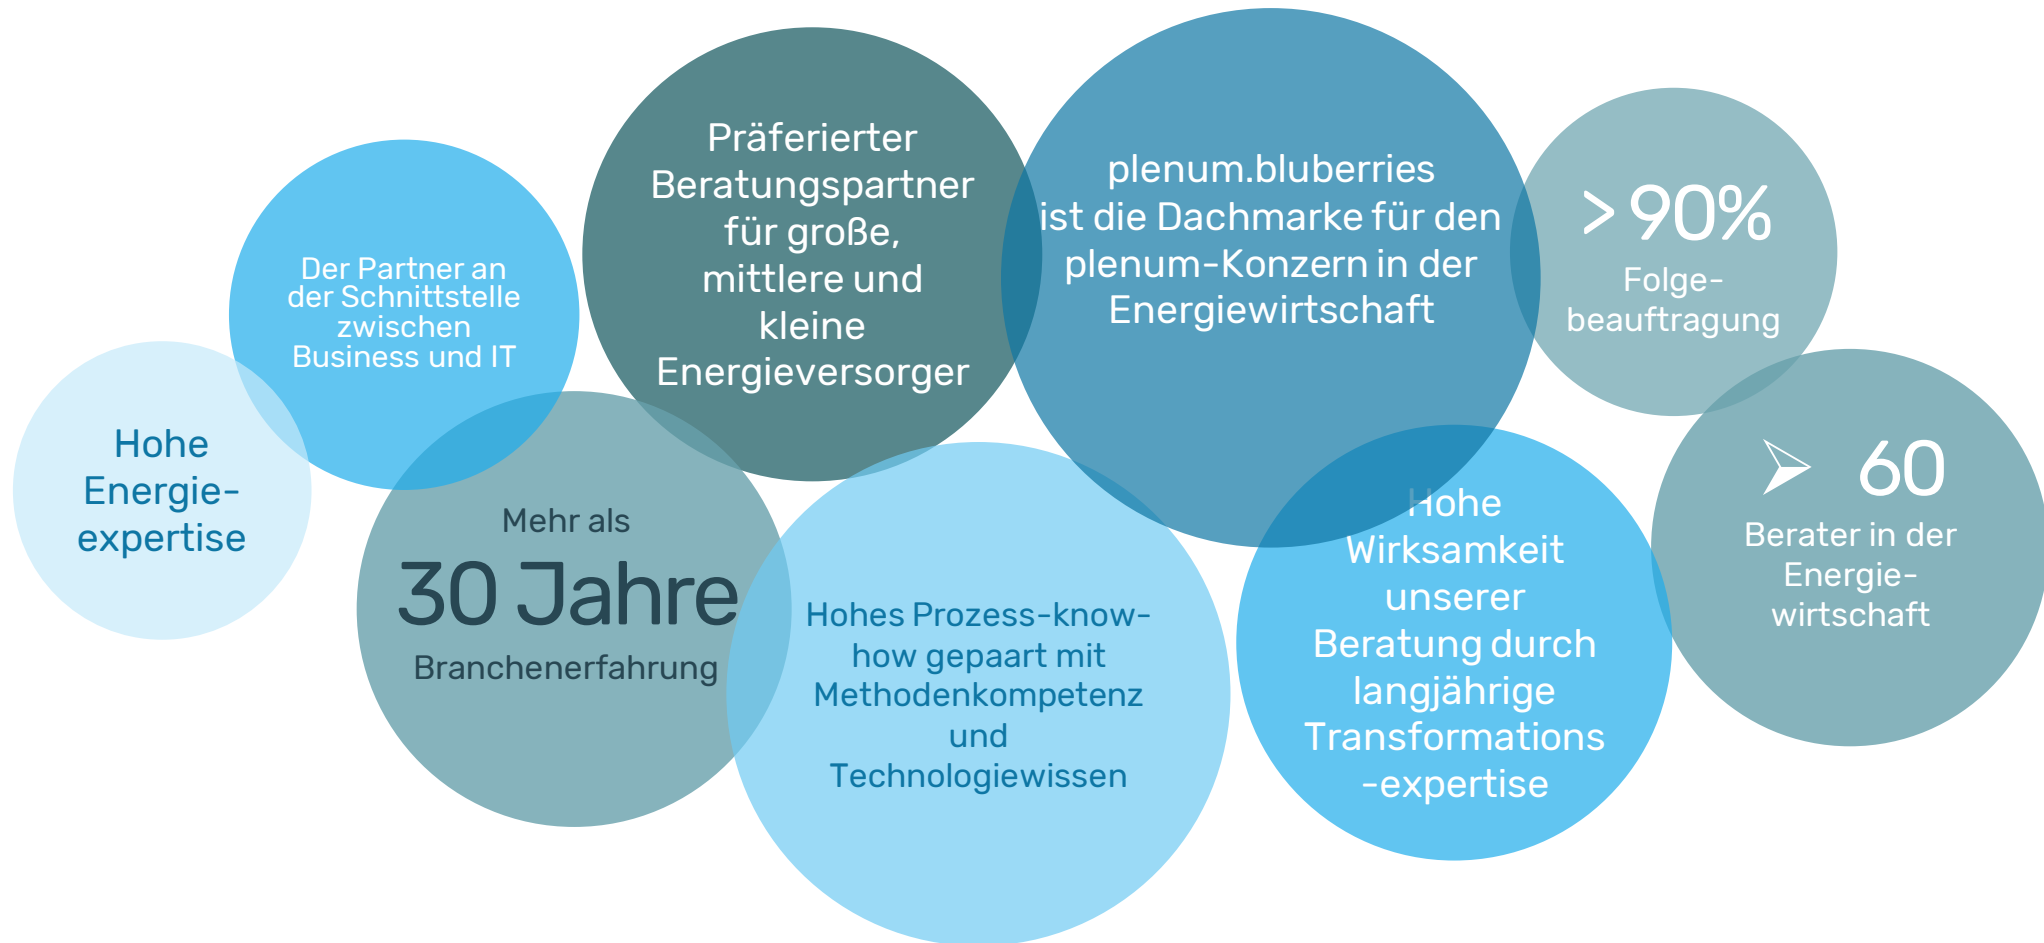 Hohe
Energie-
expertise
Der Partner an
der Schnittstelle
zwischen
Business und IT
Mehr als
30 Jahre
Branchenerfahrung
Präferierter
Beratungspartner
für große,
mittlere und
kleine
Energieversorger
Hohes Prozess-know-
how gepaart mit
Methodenkompetenz
und
Technologiewissen
plenum.bluberries
ist die Dachmarke für den
plenum-Konzern in der
Energiewirtschaft
Hohe
Wirksamkeit
unserer
Beratung durch
langjährige
Transformations
-expertise
>90%
Folge-
beauftragung
➢ 60
Berater in der
Energie-
wirtschaft